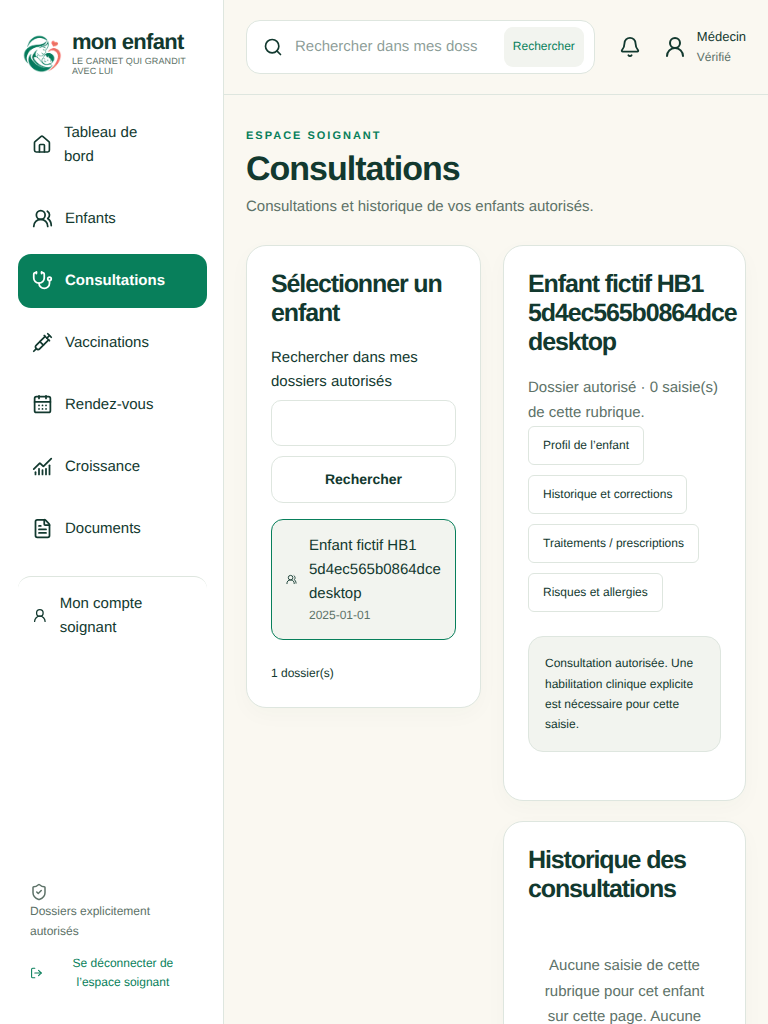 mon enfant
LE CARNET QUI GRANDIT
AVEC LUI
Tableau de
bord
Enfants
Consultations
Vaccinations
Rendez-vous
Croissance
Documents
Mon compte
soignant
Dossiers explicitement
autorisés
Se déconnecter de
l’espace soignant
Rechercher dans mes doss
Rechercher
Médecin
Vérifié
ESPACE SOIGNANT
Consultations
Consultations et historique de vos enfants autorisés.
Sélectionner un
enfant
Rechercher dans mes
dossiers autorisés
Rechercher
Enfant fictif HB1
5d4ec565b0864dce
desktop
2025-01-01
1 dossier(s)
Enfant fictif HB1
5d4ec565b0864dce
desktop
Dossier autorisé · 0 saisie(s)
de cette rubrique.
Profil de l’enfant
Historique et corrections
Traitements / prescriptions
Risques et allergies
Consultation autorisée. Une
habilitation clinique explicite
est nécessaire pour cette
saisie.
Historique des
consultations
Aucune saisie de cette
rubrique pour cet enfant
sur cette page. Aucune